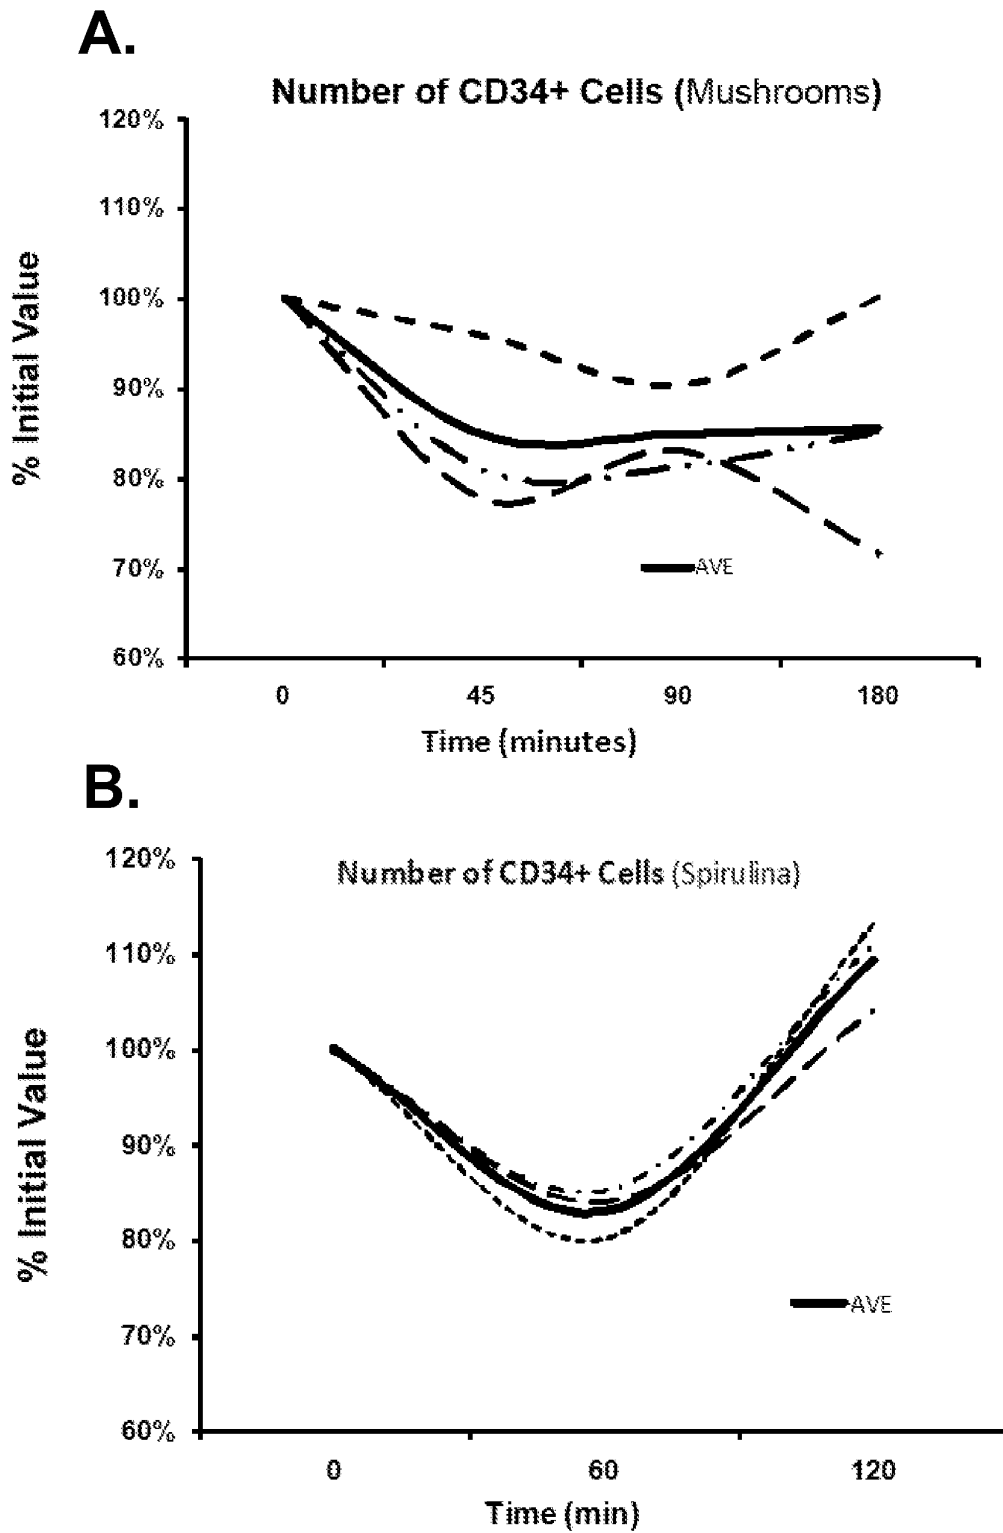 A.
Number of CD34+ Cells (Mushrooms)
120%
110%
100%
90%
80%
70%
60%
% Initial Value
AVE
0 45 90 180
Time (minutes)
B.
Number of CD34+ Cells (Spirulina)
120%
110%
100%
90%
80%
70%
60%
% Initial Value
AVE
0 60 120
Time (min)